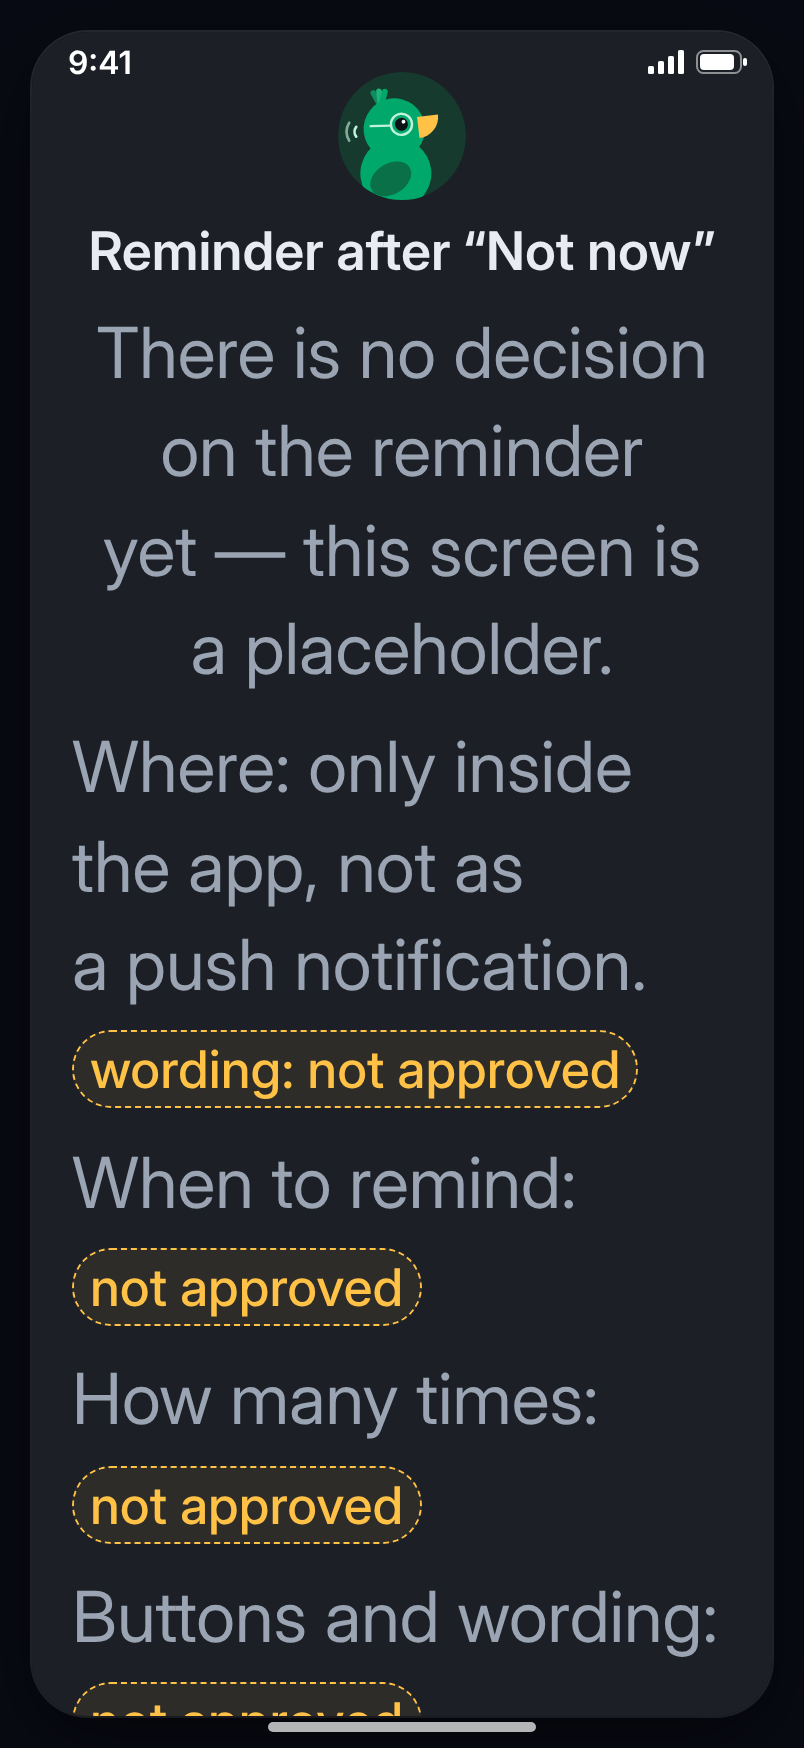 9:41
Reminder after “Not now”
There is no decision
on the reminder
yet — this screen is
a placeholder.
Where: only inside
the app, not as
a push notification.
wording: not approved
When to remind:
not approved
How many times:
not approved
Buttons and wording:
not approved